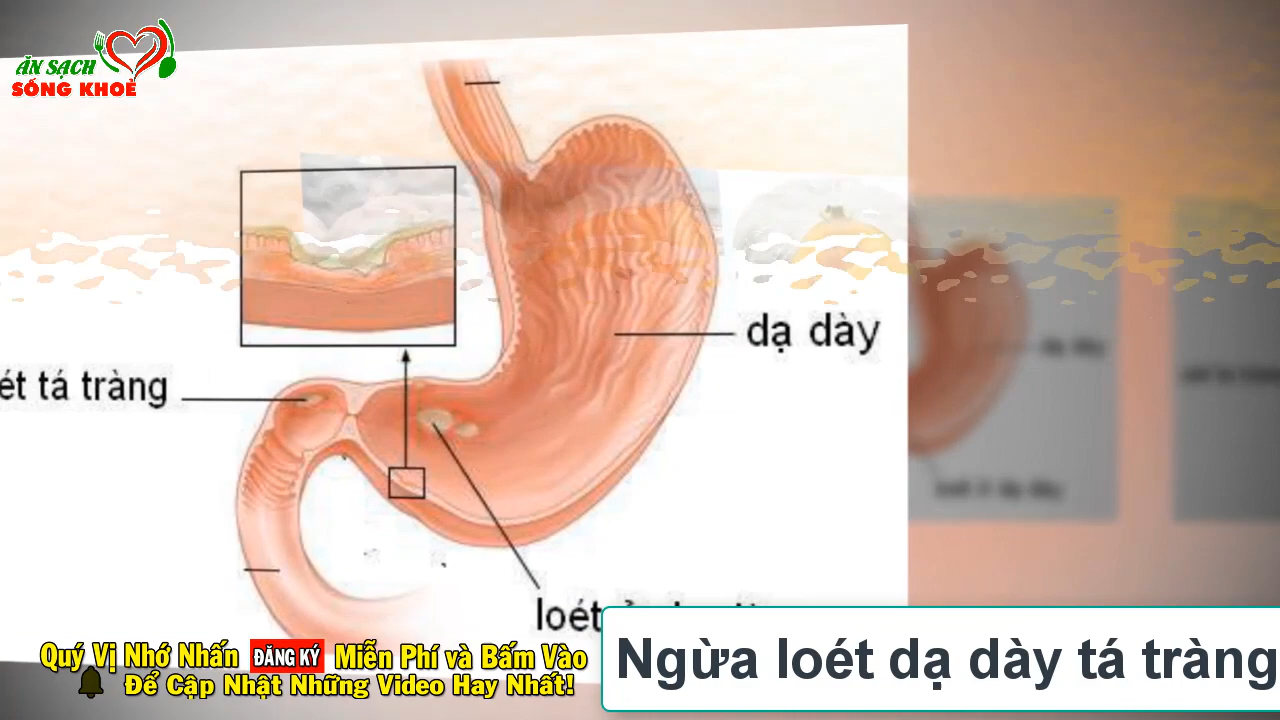 ĂN SẠCH
SỐNG KHOẺ
dạ dày
ét tá tràng
loét
Ngừa loét dạ dày tá tràng
Quý Vị Nhớ Nhấn ĐĂNG KÝ Miễn Phí và Bấm Vào
Để Cập Nhật Những Video Hay Nhất!